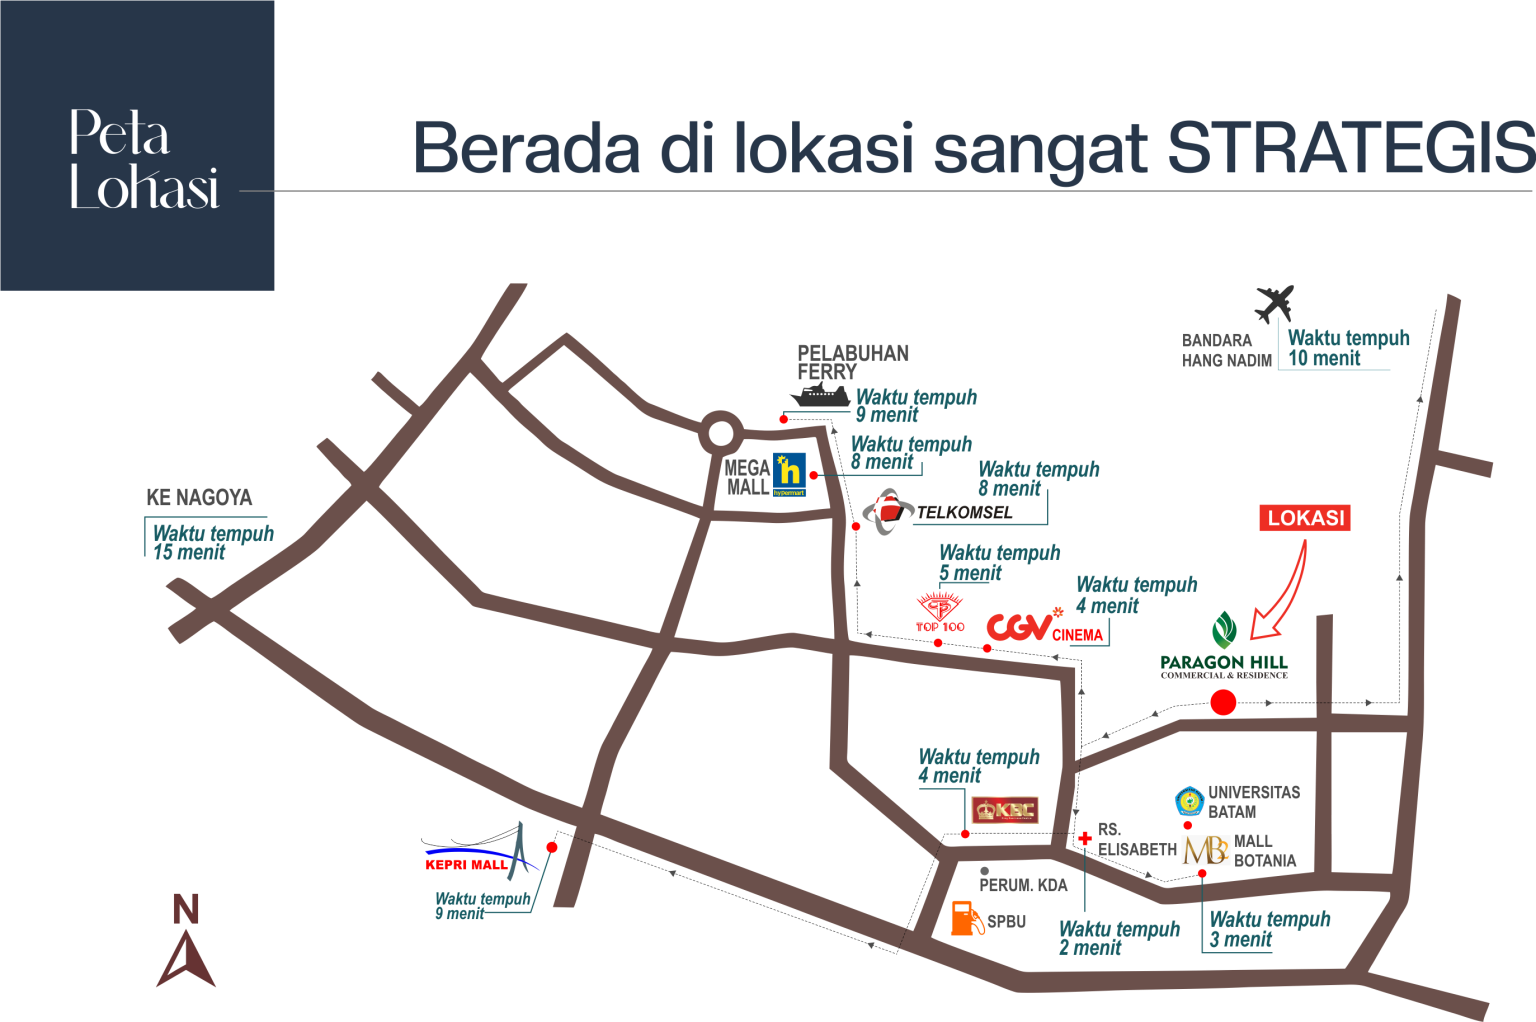 Peta
Lokasi
Berada di lokasi sangat STRATEGIS
BANDARA
HANG NADIM
Waktu tempuh
10 menit
PELABUHAN
FERRY
Waktu tempuh
9 menit
MEGA
MALL
h
hypermart
Waktu tempuh
8 menit
Waktu tempuh
8 menit
TELKOMSEL
KE NAGOYA
Waktu tempuh
15 menit
LOKASI
Waktu tempuh
5 menit
TOP 100
Waktu tempuh
4 menit
CGV
CINEMA
PARAGON HILL
COMMERCIAL & RESIDENCE
Waktu tempuh
4 menit
KBC
UNIVERSITAS
BATAM
RS.
ELISABETH
MB2
MALL
BOTANIA
KEPRI MALL
Waktu tempuh
9 menit
PERUM. KDA
SPBU
Waktu tempuh
2 menit
Waktu tempuh
3 menit
N